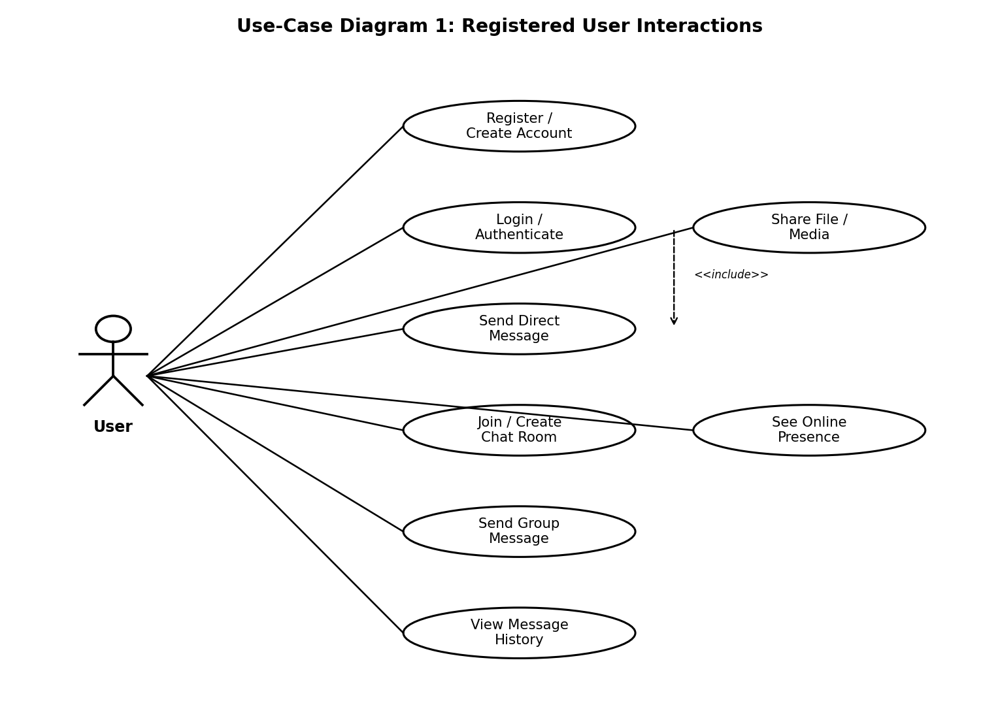 Use-Case Diagram 1: Registered User Interactions
Register /
Create Account
Login /
Authenticate
Share File /
Media
<<include>>
Send Direct
Message
User
Join / Create
Chat Room
See Online
Presence
Send Group
Message
View Message
History